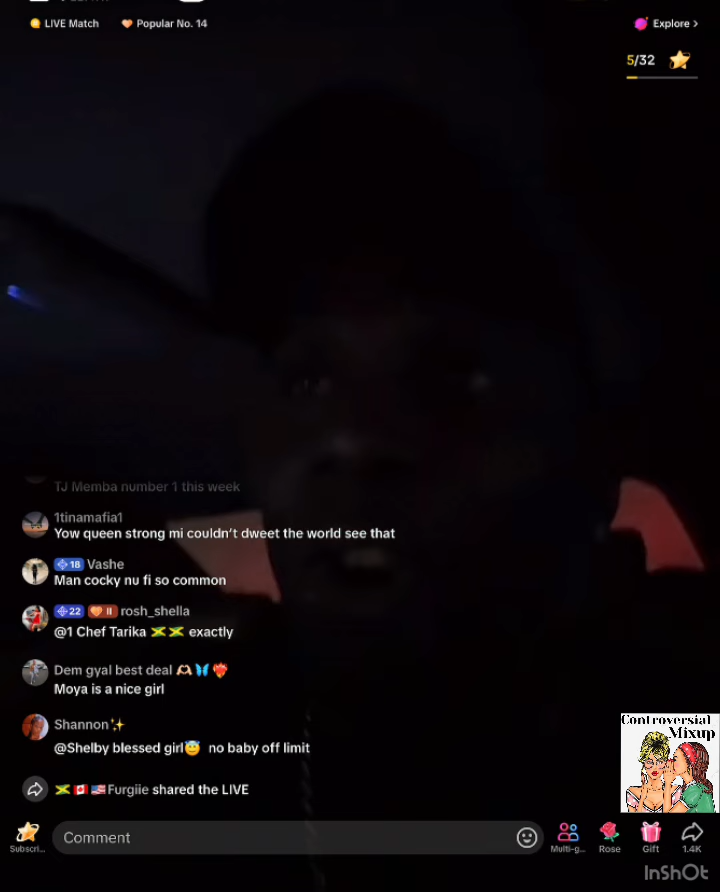 LIVE Match
Popular No. 14
Explore >
5/32
TJ Memba number 1 this week
1tinamafia1
Yow queen strong mi couldn't dweet the world see that
18 Vashe
Man cocky nu fi so common
22 II rosh_shella
@1 Chef Tarika 🇯🇲🇯🇲 exactly
Dem gyal best deal 🫶🏽🦋❤️‍🔥
Moya is a nice girl
Shannon✨
@Shelby blessed girl😇 no baby off limit
🇯🇲🇨🇦🇺🇸Furgiie shared the LIVE
Controversial
Mixup
Comment
Subscri...
Multi-g...
Rose
Gift
1.4K
InShOt